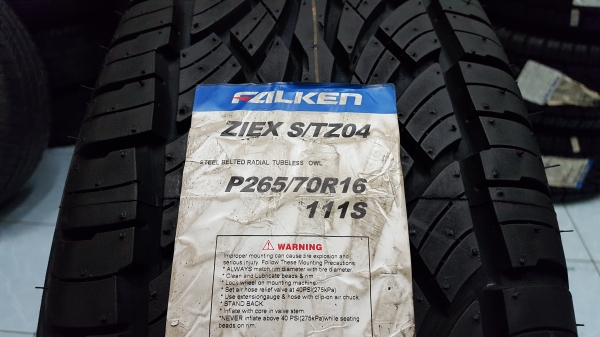 FALKEN
ZIEX S/TZ04
STEEL BELTED RADIAL TUBELESS OWL
P265/70R16
111S
⚠ WARNING
Improper mounting can cause tire explosion and
serious injury. Follow These Mounting Precautions.
* ALWAYS match rim diameter with tire diameter
* Clean and Lubricate beads & rim
* Lock wheel on mounting machine
* Set air hose relief valve at 40PSI(275kPa)
* Use extensiongauge & hose with clip-on air chuck
* STAND BACK
* Inflate with core in valve stem.
*NEVER inflate above 40 PSI(275kPa)while seating
beads on rim.